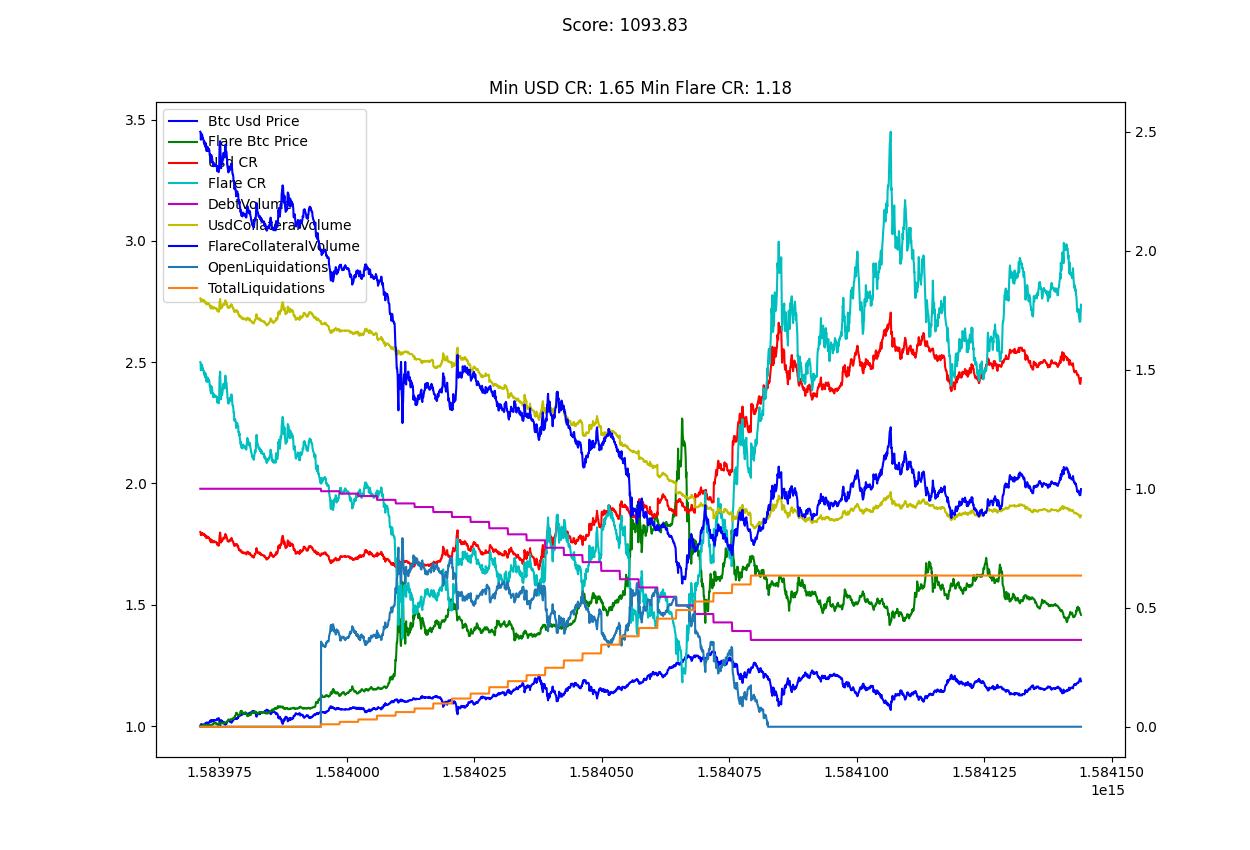 Score: 1093.83
Min USD CR: 1.65 Min Flare CR: 1.18
Btc Usd Price
Flare Btc Price
Usd CR
Flare CR
DebtVolume
UsdCollateralVolume
FlareCollateralVolume
OpenLiquidations
TotalLiquidations
3.5
3.0
2.5
2.0
1.5
1.0
2.5
2.0
1.5
1.0
0.5
0.0
1.583975 1.584000 1.584025 1.584050 1.584075 1.584100 1.584125 1.584150
1e15